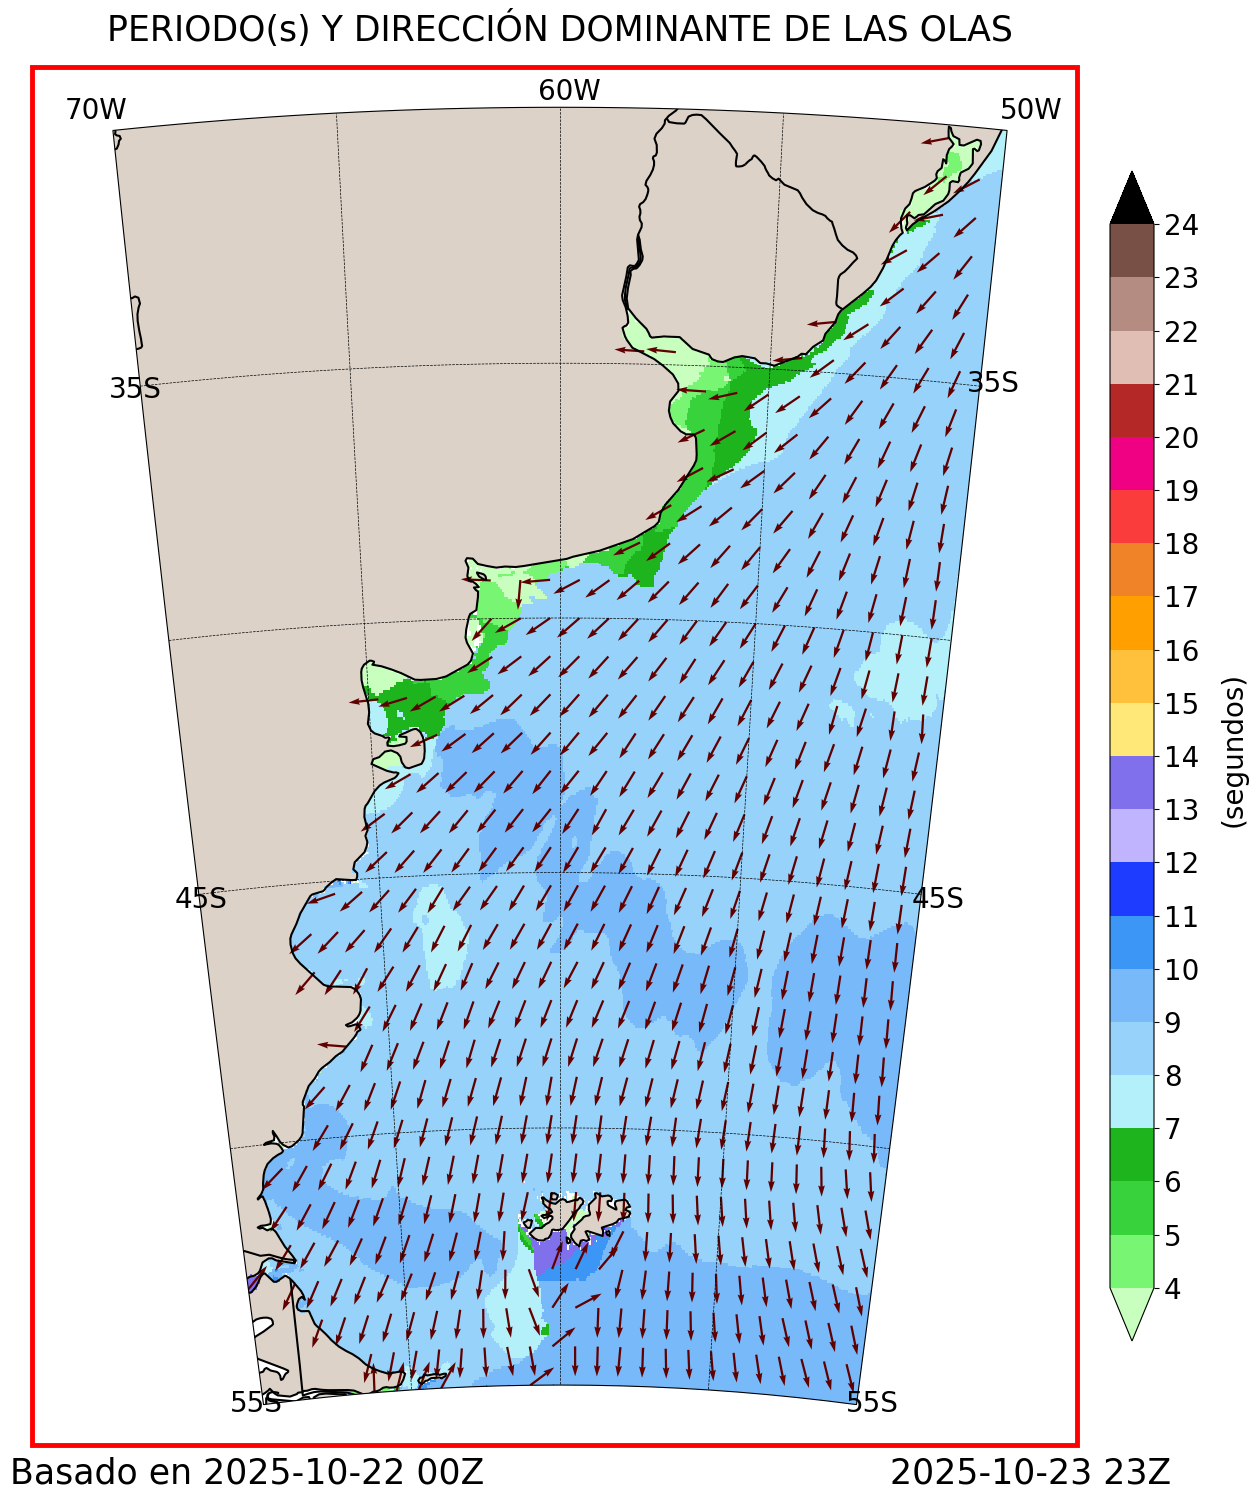 PERIODO(s) Y DIRECCIÓN DOMINANTE DE LAS OLAS
70W
60W
50W
35S
35S
45S
45S
55S
55S
24
23
22
21
20
19
18
17
16
15
14
13
12
11
10
9
8
7
6
5
4
(segundos)
Basado en 2025-10-22 00Z
2025-10-23 23Z